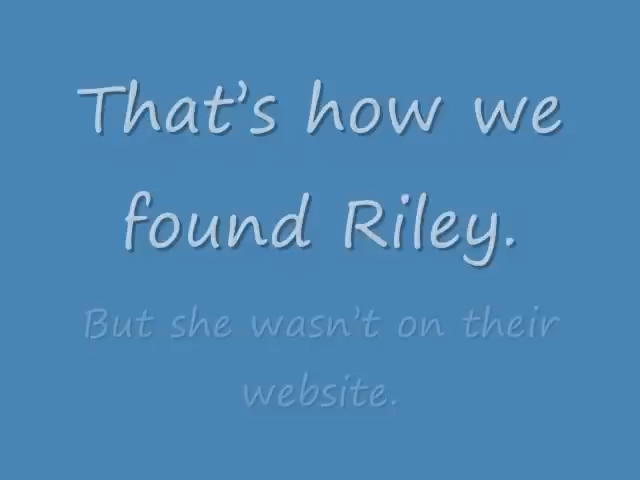 That’s how we
found Riley.
But she wasn’t on their
website.